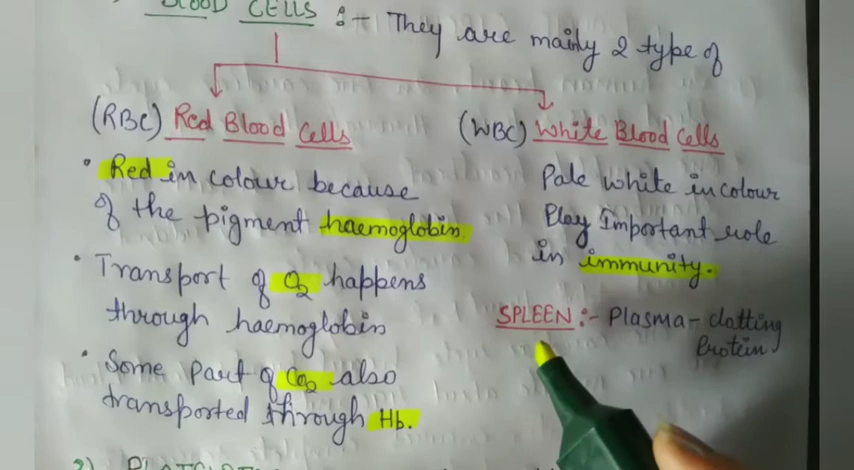 BLOOD CELLS :- They are mainly 2 type of
(RBC) Red Blood Cells
• Red in colour because
of the pigment haemoglobin.
• Transport of O2 happens
through haemoglobin
• Some part of Co2 also
transported through Hb.
(WBC) White Blood Cells
Pale white in colour
Play Important role
in immunity.
SPLEEN :- Plasma - clotting
Protein.